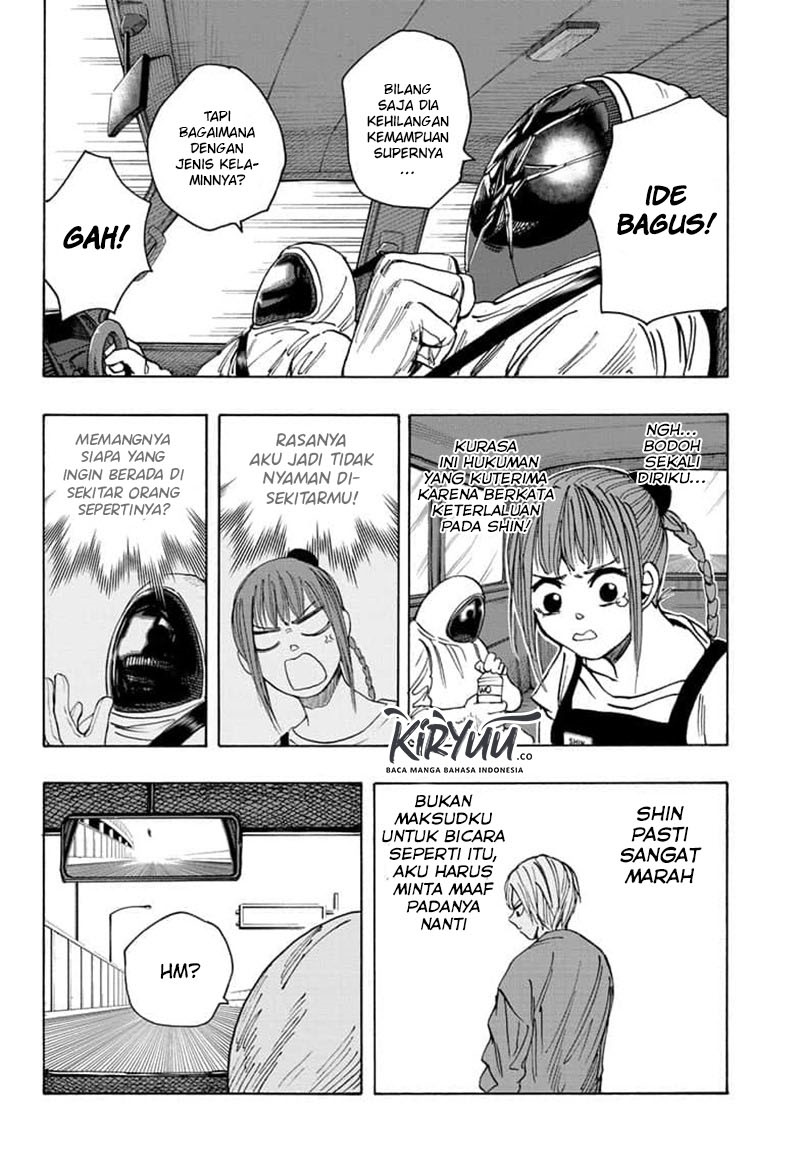 BILANG
SAJA DIA
KEHILANGAN
KEMAMPUAN
SUPERNYA
...
IDE
BAGUS!
TAPI
BAGAIMANA
DENGAN
JENIS KELA-
MINNYA?
GAH!
NGH...
BODOH
SEKALI
DIRIKU...
KURASA
INI HUKUMAN
YANG KUTERIMA
KARENA BERKATA
KETERLALUAN
PADA SHIN!
WO
SHIN
RASANYA
AKU JADI TIDAK
NYAMAN DI-
SEKITARMU!
MEMANGNYA
SIAPA YANG
INGIN BERADA DI
SEKITAR ORANG
SEPERTINYA?
KIRYUU.CO
BACA MANGA BAHASA INDONESIA
SHIN
PASTI
SANGAT
MARAH
BUKAN
MAKSUDKU
UNTUK BICARA
SEPERTI ITU,
AKU HARUS
MINTA MAAF
PADANYA
NANTI
HM?